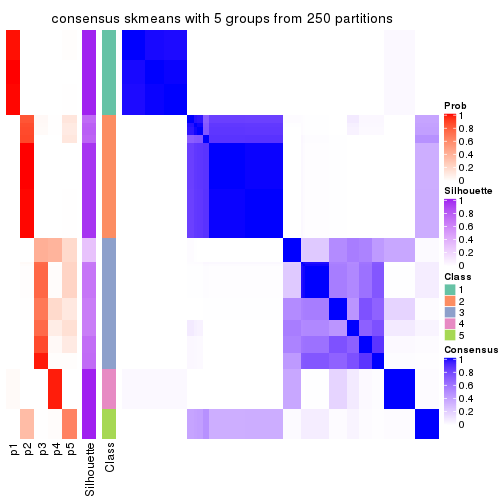 consensus skmeans with 5 groups from 250 partitions
Prob
1
0.8
0.6
0.4
0.2
0
Silhouette
1
0.8
0.6
0.4
0.2
0
Class
1
2
3
4
5
Consensus
1
0.8
0.6
0.4
0.2
0
p1
p2
p3
p4
p5
Silhouette
Class